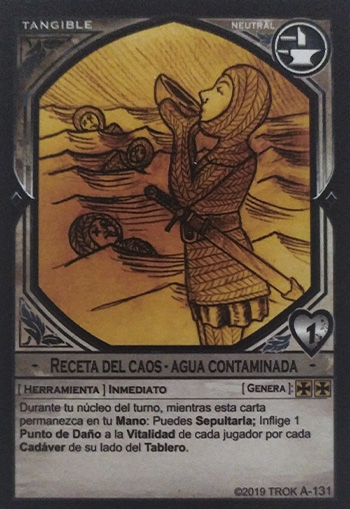 TANGIBLE
NEUTRAL
1
- RECETA DEL CAOS - AGUA CONTAMINADA -
[ HERRAMIENTA ] INMEDIATO
[ GENERA ]:
Durante tu núcleo del turno, mientras esta carta
permanezca en tu Mano: Puedes Sepultarla; Inflige 1
Punto de Daño a la Vitalidad de cada jugador por cada
Cadáver de su lado del Tablero.
©2019 TROK A-131